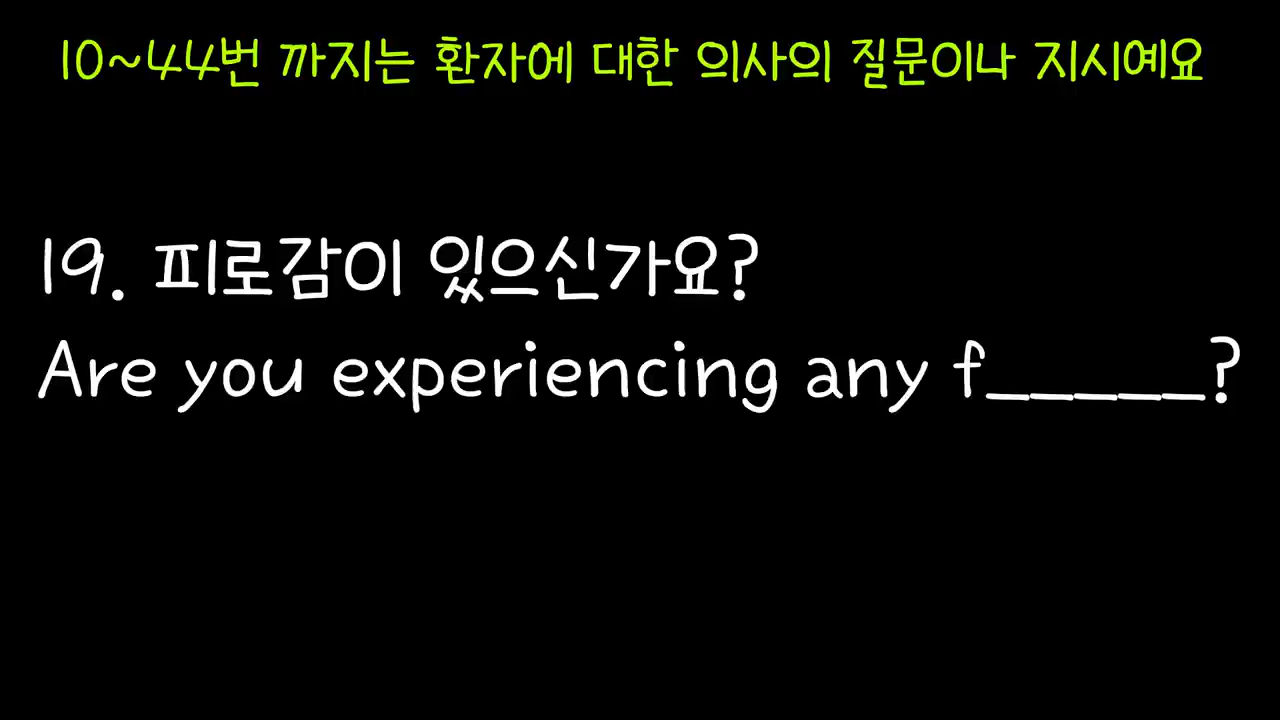 10~44번 까지는 환자에 대한 의사의 질문이나 지시예요
19. 피로감이 있으신가요?
Are you experiencing any f_____?